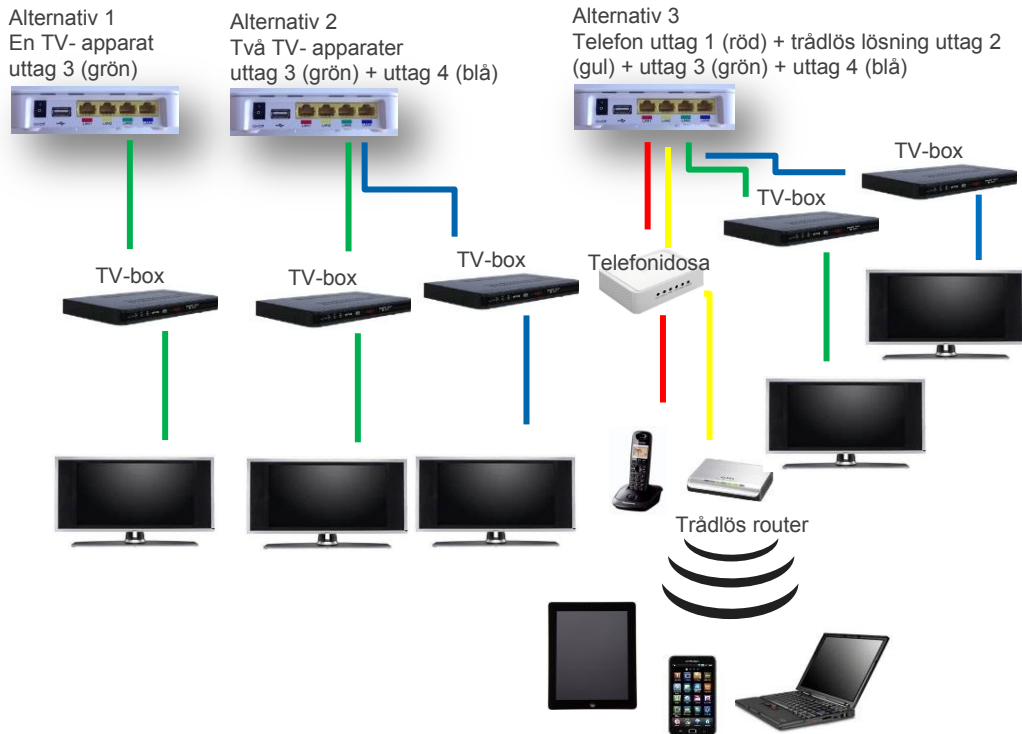 Alternativ 1
En TV- apparat
uttag 3 (grön)
Alternativ 2
Två TV- apparater
uttag 3 (grön) + uttag 4 (blå)
Alternativ 3
Telefon uttag 1 (röd) + trådlös lösning uttag 2
(gul) + uttag 3 (grön) + uttag 4 (blå)
TV-box
TV-box
TV-box
TV-box
TV-box
Telefonidosa
Trådlös router